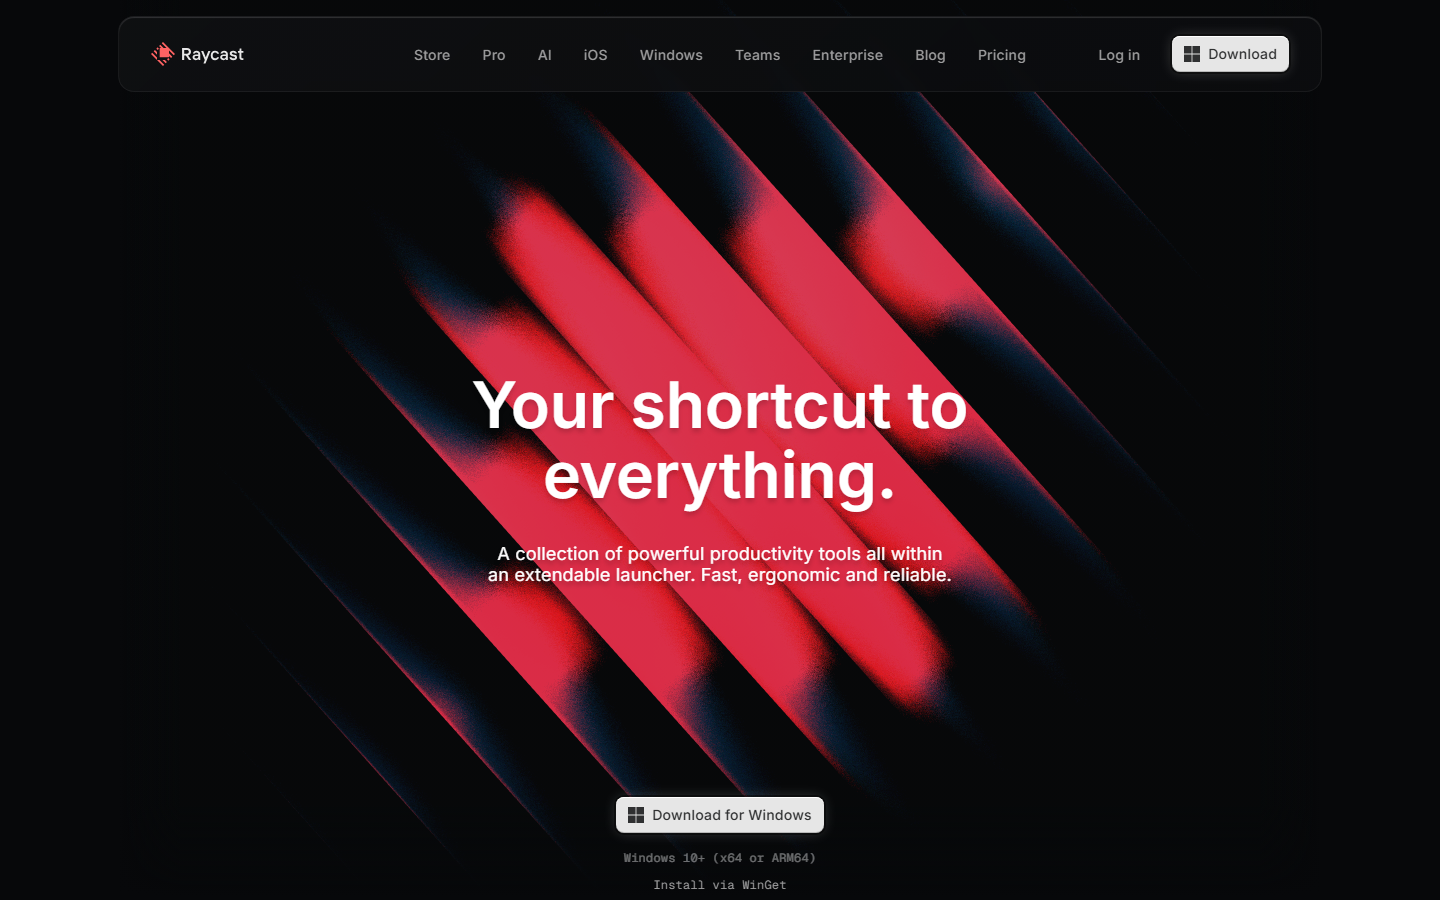 Raycast
Store
Pro
AI
iOS
Windows
Teams
Enterprise
Blog
Pricing
Log in
Download
Your shortcut to
everything.
A collection of powerful productivity tools all within
an extendable launcher. Fast, ergonomic and reliable.
Download for Windows
Windows 10+ (x64 or ARM64)
Install via WinGet